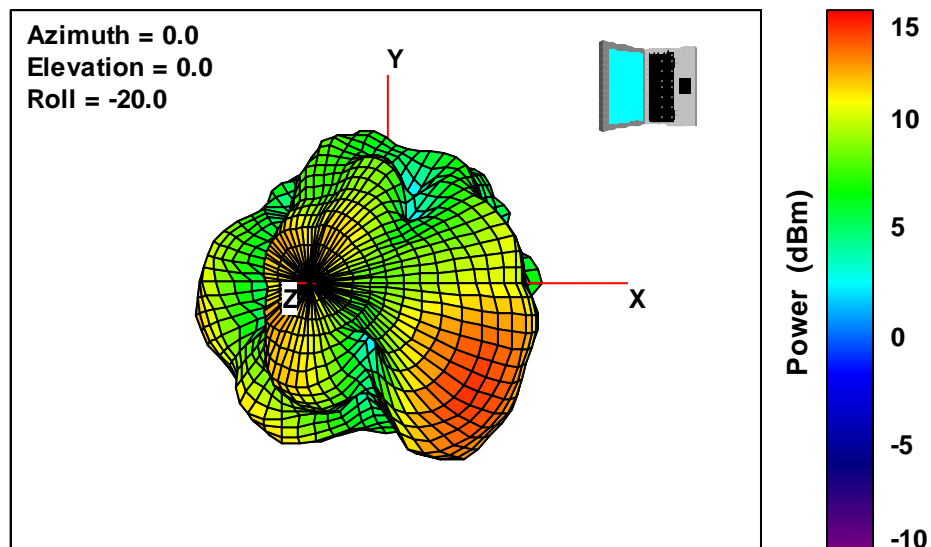 Azimuth = 0.0
Elevation = 0.0
Roll = -20.0
Y
X
Z
15
10
5
0
-5
-10
Power (dBm)